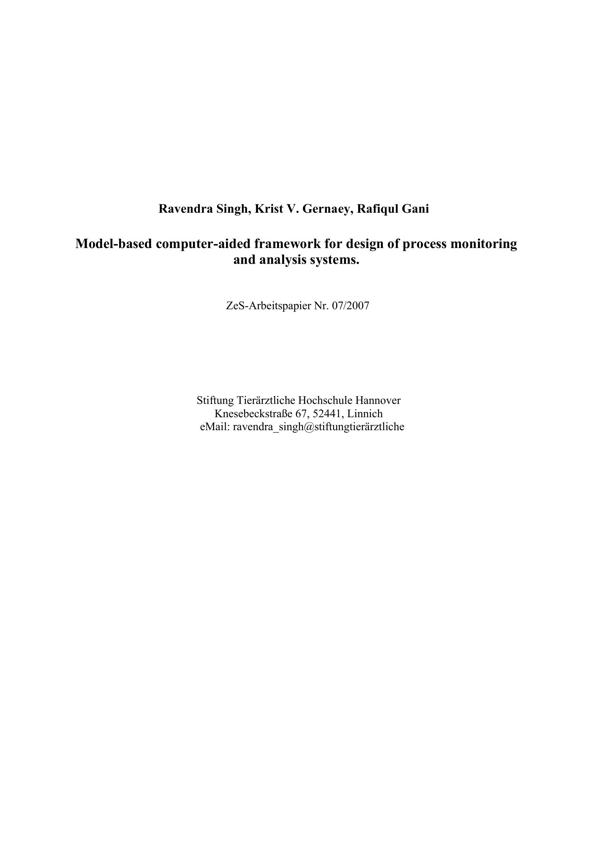 Ravendra Singh, Krist V. Gernaey, Rafiqul Gani
Model-based computer-aided framework for design of process monitoring
and analysis systems.
ZeS-Arbeitspapier Nr. 07/2007
Stiftung Tierärztliche Hochschule Hannover
Knesebeckstraße 67, 52441, Linnich
eMail: ravendra_singh@stiftungtierärztliche